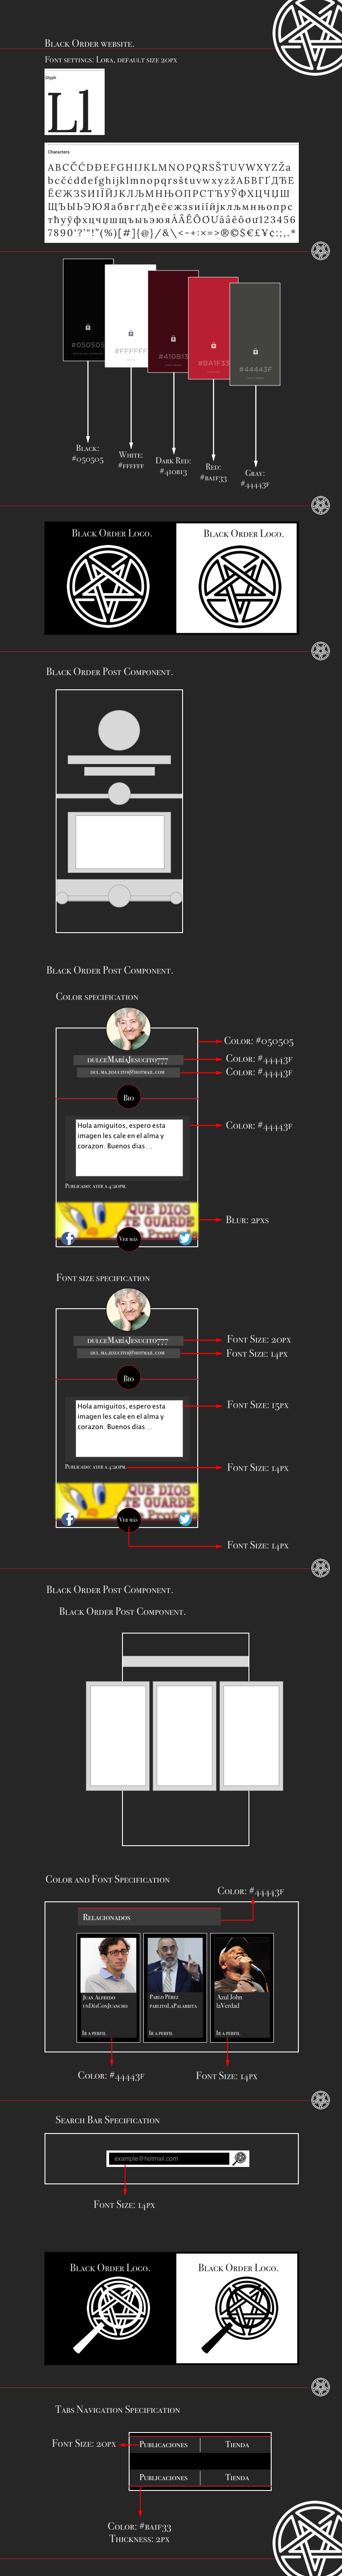 Black Order website.
Font settings: Lora, default size 20px
Glyph
Ll
Characters
ABCČĆDĐEFGHIJKLMNOPQRSŠTUVWXYZŽa
bcčćdđefghijklmnopqrsštuvwxyzžАБВГҐДЂЕ
ЁЄЖЗЅИІЇЙЈКЛЉМНЊОПРСТЋУЎФХЦЧЏШ
ЩЪЫЬЭЮЯабвгґдђеёєжзѕиіїйјклљмнњопрс
тћуўфхцчџшщъыьэюяĂÂÊÔƠƯăâêôơư123456
7890'?'"!"(%)[#]{@}/&\<-+÷×=>®©$€£¥¢:;,.*
#050505
#FFFFFF
#410B13
#BA1F33
#44443F
Black:
#050505
White:
#ffffff
Dark Red:
#410B13
Red:
#BA1F33
Gray:
#44443F
Black Order Logo.
Black Order Logo.
Black Order Post Component.
Black Order Post Component.
Color specification
dulceMaríaJesucito777
dul.ma.jesucito@hotmail.com
Bio
Hola amiguitos, espero esta
imagen les cale en el alma y
corazon. Buenos dias...
Publicado: ayer a 4:20pm.
QUE DIOS
TE GUARDE
Ver más
Color: #050505
Color: #44443F
Color: #44443F
Color: #44443F
Blur: 2pxs
Font size specification
dulceMaríaJesucito777
dul.ma.jesucito@hotmail.com
Bio
Hola amiguitos, espero esta
imagen les cale en el alma y
corazon. Buenos dias...
Publicado: ayer a 4:20pm.
QUE DIOS
TE GUARDE
Ver más
Font Size: 20px
Font Size: 14px
Font Size: 15px
Font Size: 14px
Font Size: 14px
Black Order Post Component.
Black Order Post Component.
Color and Font Specification
Color: #44443F
Relacionados
Juan Alfredo
unDíaConJuancho
Ir a perfil
Pablo Pérez
pablitoLaPalabrita
Ir a perfil
Azul John
laVerdad
Ir a perfil
Color: #44443F
Font Size: 14px
Search Bar Specification
example@hotmail.com
Font Size: 14px
Black Order Logo.
Black Order Logo.
Tabs Navigation Specification
Font Size: 20px
Publicaciones
Tienda
Publicaciones
Tienda
Color: #BA1F33
Thickness: 2px